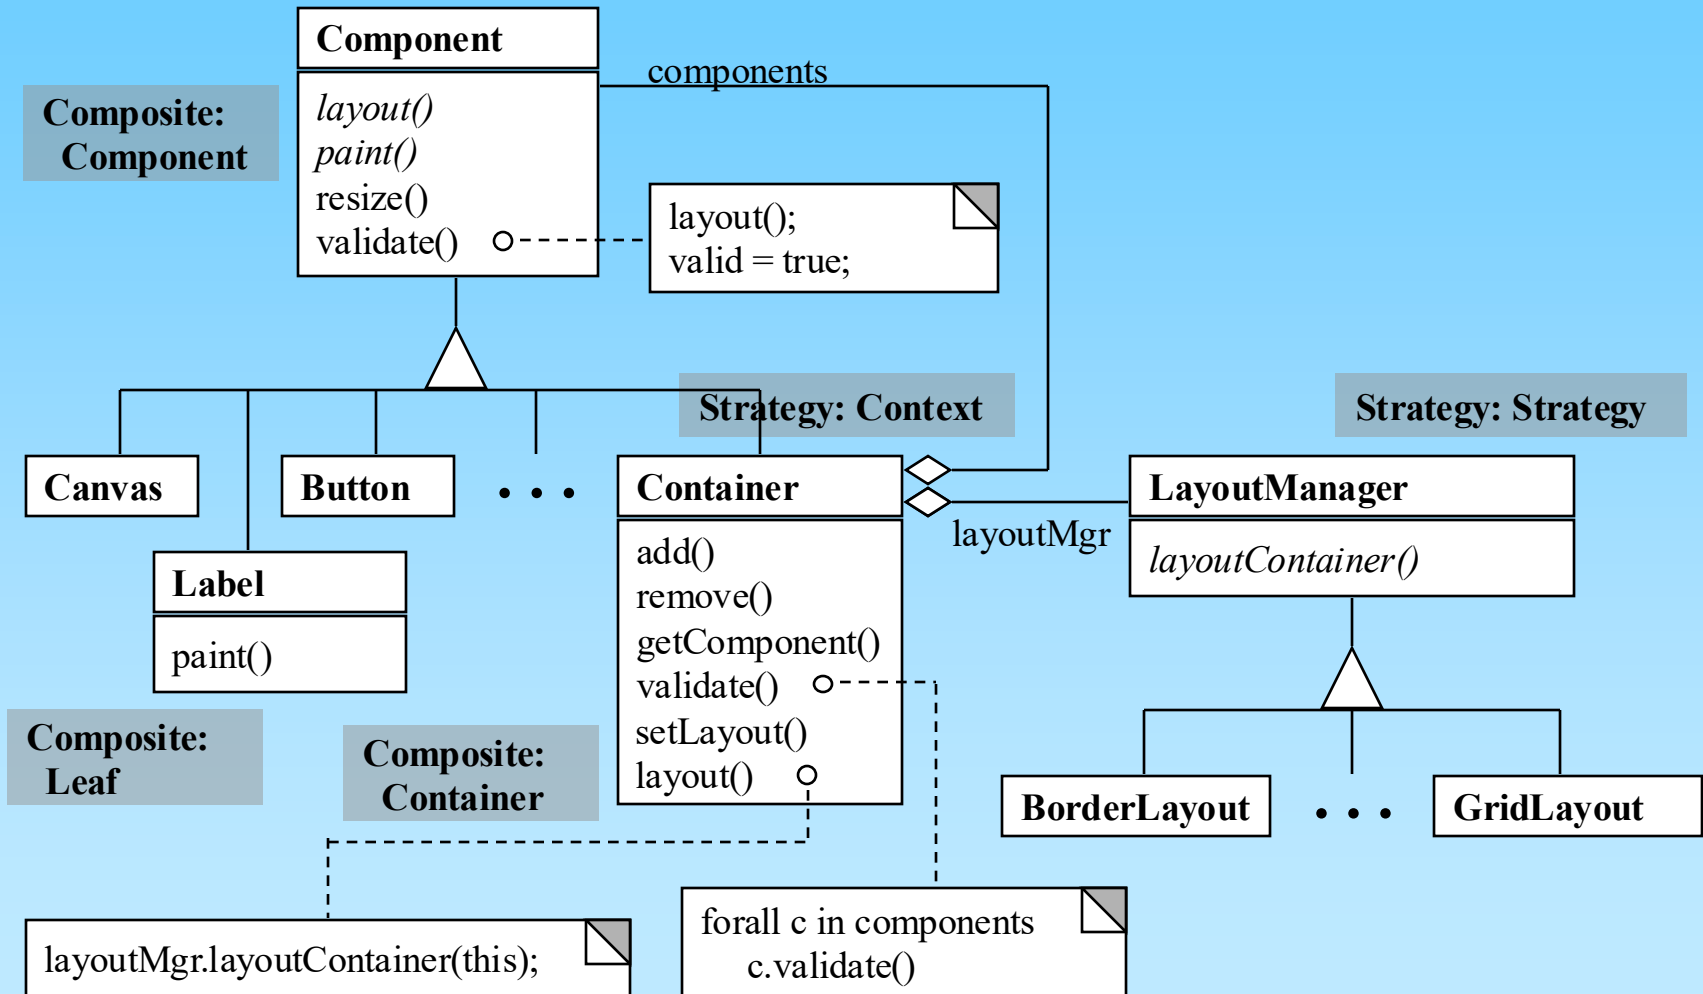 Component
components
Composite:
Component
layout()
paint()
resize()
validate()
layout();
valid = true;
Strategy: Context
Strategy: Strategy
Canvas
Button
Container
LayoutManager
layoutMgr
layoutContainer()
Label
paint()
add()
remove()
getComponent()
validate()
setLayout()
layout()
Composite:
Leaf
Composite:
Container
BorderLayout
GridLayout
layoutMgr.layoutContainer(this);
forall c in components
c.validate()